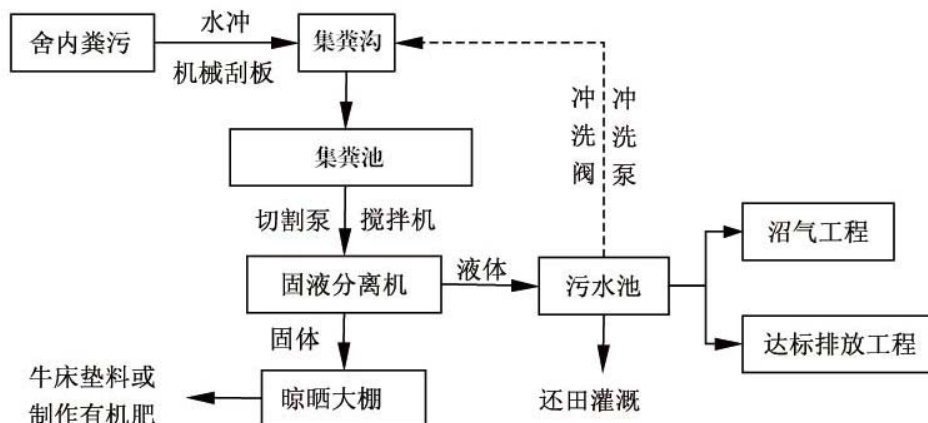 舍内粪污
水冲
机械刮板
集粪沟
冲洗阀
冲洗泵
集粪池
切割泵
搅拌机
固液分离机
液体
污水池
沼气工程
达标排放工程
固体
牛床垫料或
制作有机肥
晾晒大棚
还田灌溉